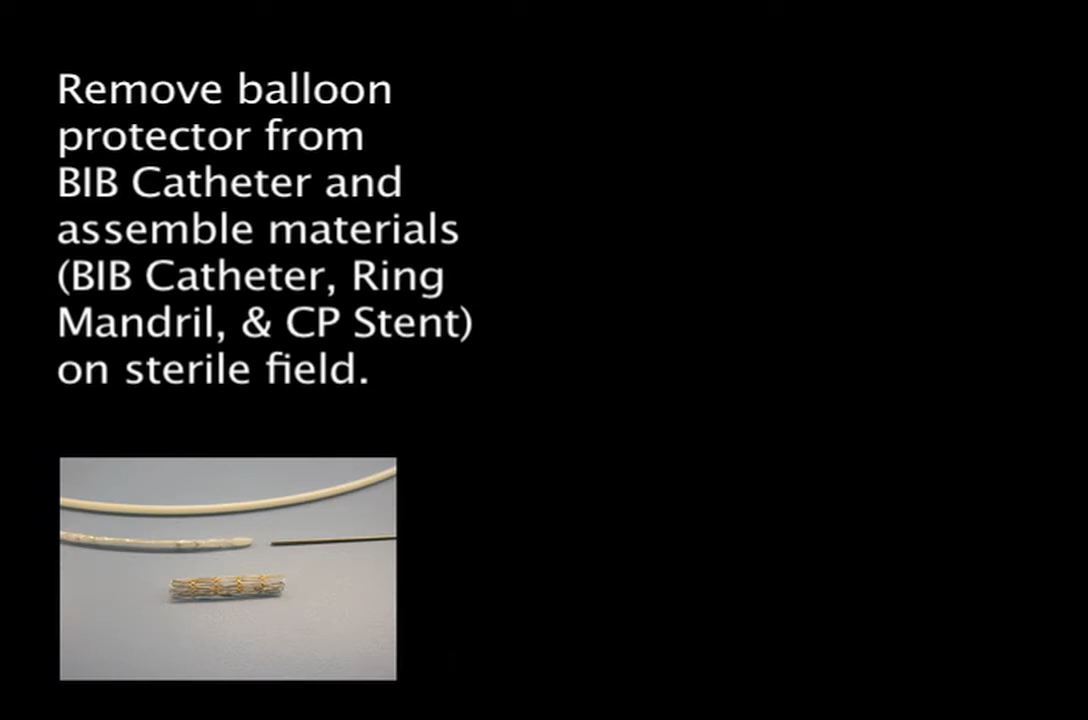 Remove balloon
protector from
BIB Catheter and
assemble materials
(BIB Catheter, Ring
Mandril, & CP Stent)
on sterile field.